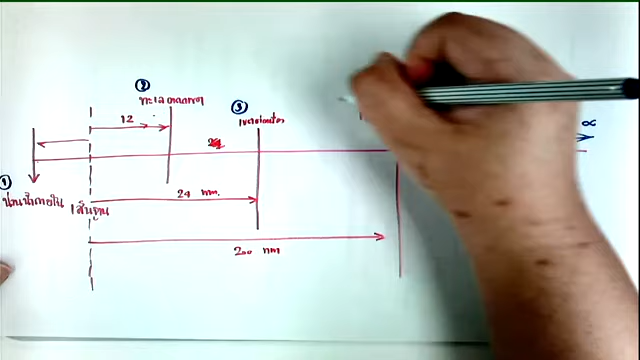 ②
ทะเลอาณาเขต
③
เขตต่อเนื่อง
12
24
①
น่านน้ำภายใน
เส้นฐาน
24 nm.
200 nm